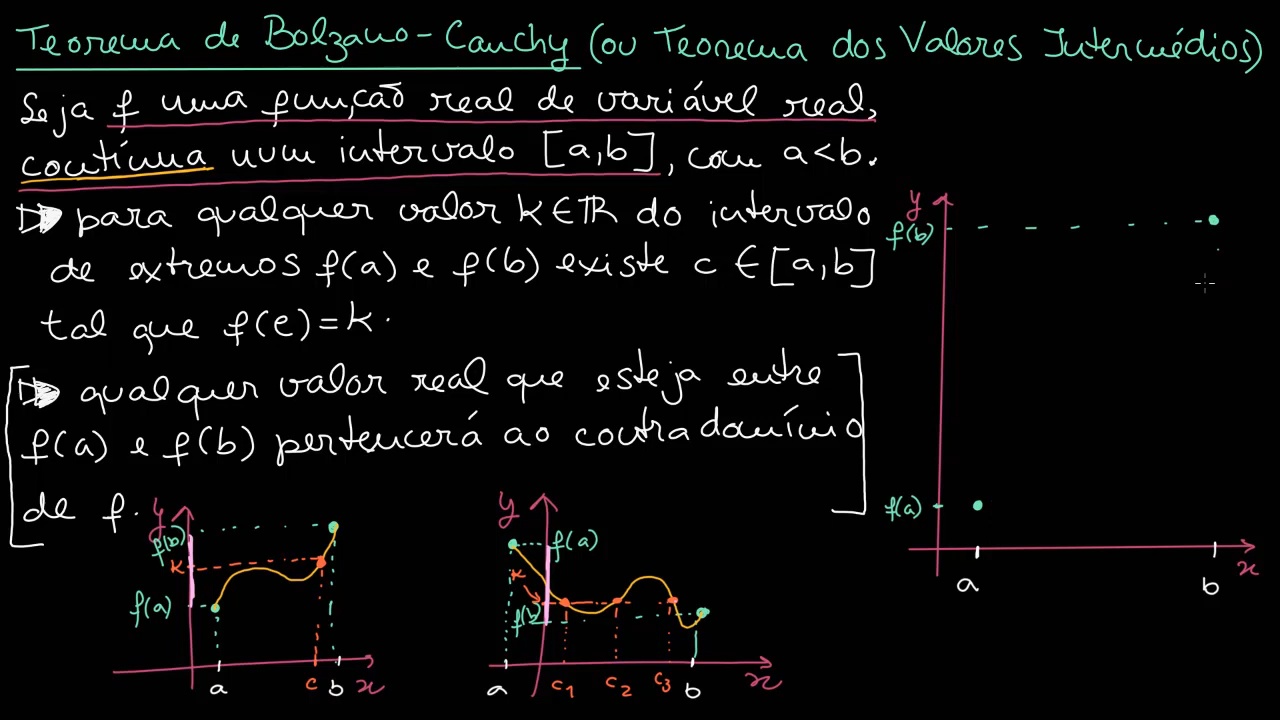 Teorema de Bolzano-Cauchy (ou Teorema dos Valores Intermédios)
Seja f uma função real de variável real,
contínua num intervalo [a,b], com a<b.
para qualquer valor k∈ℝ do intervalo
de extremos f(a) e f(b) existe c ∈ [a,b]
tal que f(c)=k.
qualquer valor real que esteja entre
f(a) e f(b) pertencerá ao contradomínio
de f.
y
f(b)
k
f(a)
a c b x
y
f(a)
k
f(b)
a c1 c2 c3 b x
y
f(b)
f(a)
a b x